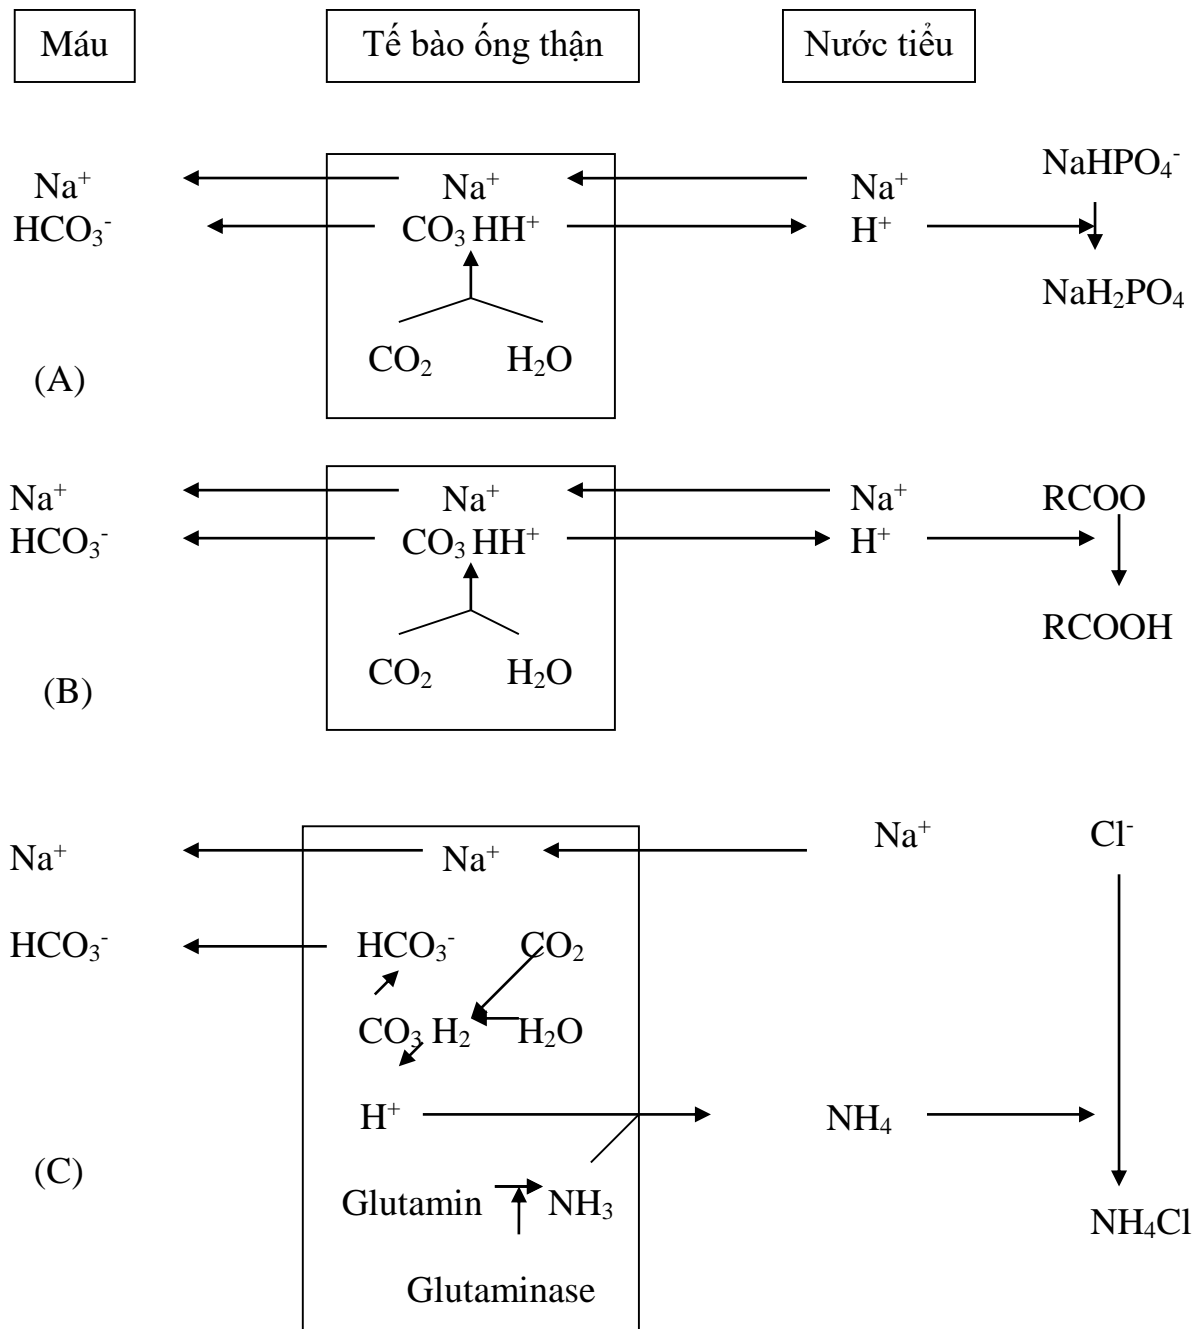 Máu Tế bào ống thận Nước tiểu
NaHPO₄⁻
Na⁺ Na⁺ Na⁺
HCO₃⁻ CO₃ HH⁺ H⁺
NaH₂PO₄
CO₂ H₂O
(A)
Na⁺ Na⁺ Na⁺ RCOO
HCO₃⁻ CO₃ HH⁺ H⁺
RCOOH
CO₂ H₂O
(B)
Na⁺ Cl⁻
Na⁺ Na⁺
HCO₃⁻ HCO₃⁻ CO₂
CO₃ H₂ H₂O
H⁺ NH₄
(C)
Glutamin NH₃
NH₄Cl
Glutaminase